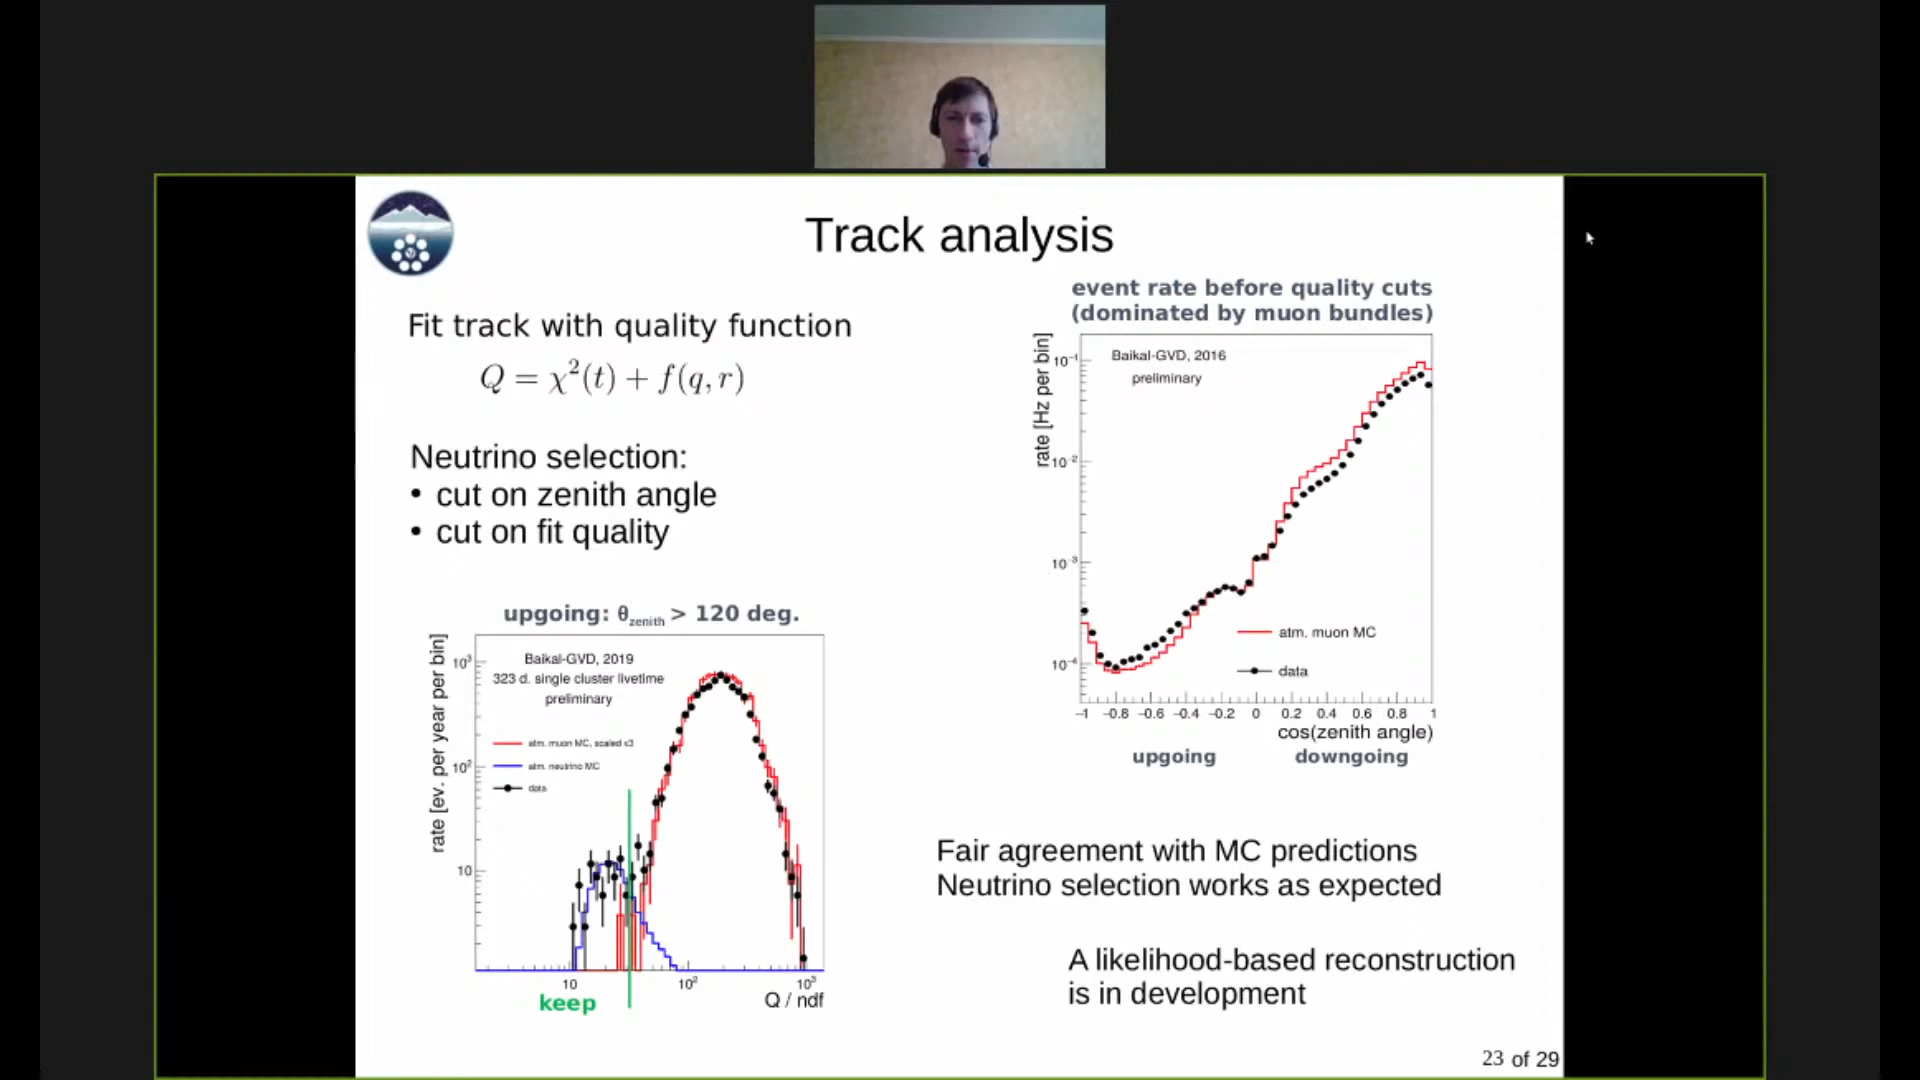 Track analysis
Fit track with quality function
Q = χ²(t) + f(q, r)
Neutrino selection:
• cut on zenith angle
• cut on fit quality
upgoing: θzenith > 120 deg.
rate [ev. per year per bin]
Baikal-GVD, 2019
323 d. single cluster livetime
preliminary
atm. muon MC, scaled x3
atm. neutrino MC
data
10³
10²
10
10 10² 10³
Q / ndf
keep
event rate before quality cuts
(dominated by muon bundles)
rate [Hz per bin]
Baikal-GVD, 2016
preliminary
10⁻¹
10⁻²
10⁻³
10⁻⁴
atm. muon MC
data
−1 −0.8 −0.6 −0.4 −0.2 0 0.2 0.4 0.6 0.8 1
cos(zenith angle)
upgoing downgoing
Fair agreement with MC predictions
Neutrino selection works as expected
A likelihood-based reconstruction
is in development
23 of 29